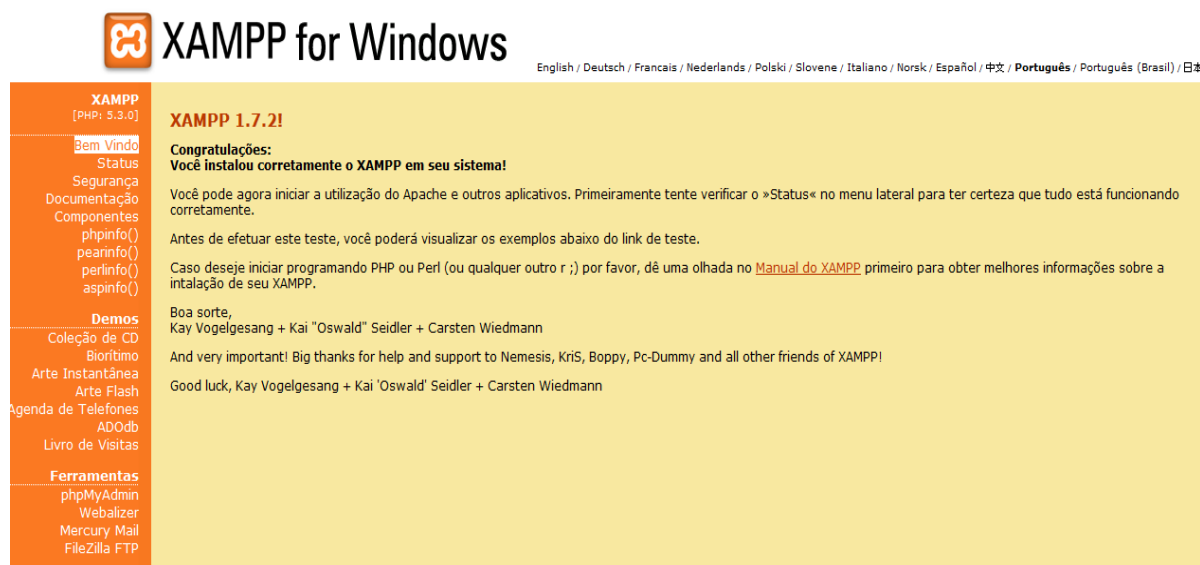 XAMPP for Windows
English / Deutsch / Francais / Nederlands / Polski / Slovene / Italiano / Norsk / Español / 中文 / Português / Português (Brasil) / 日本
XAMPP
[PHP: 5.3.0]
Bem Vindo
Status
Segurança
Documentação
Componentes
phpinfo()
pearinfo()
perlinfo()
aspinfo()
Demos
Coleção de CD
Biorítimo
Arte Instantânea
Arte Flash
Agenda de Telefones
ADOdb
Livro de Visitas
Ferramentas
phpMyAdmin
Webalizer
Mercury Mail
FileZilla FTP
XAMPP 1.7.2!
Congratulações:
Você instalou corretamente o XAMPP em seu sistema!
Você pode agora iniciar a utilização do Apache e outros aplicativos. Primeiramente tente verificar o »Status« no menu lateral para ter certeza que tudo está funcionando
corretamente.
Antes de efetuar este teste, você poderá visualizar os exemplos abaixo do link de teste.
Caso deseje iniciar programando PHP ou Perl (ou qualquer outro r ;) por favor, dê uma olhada no Manual do XAMPP primeiro para obter melhores informações sobre a
intalação de seu XAMPP.
Boa sorte,
Kay Vogelgesang + Kai "Oswald" Seidler + Carsten Wiedmann
And very important! Big thanks for help and support to Nemesis, KriS, Boppy, Pc-Dummy and all other friends of XAMPP!
Good luck, Kay Vogelgesang + Kai 'Oswald' Seidler + Carsten Wiedmann